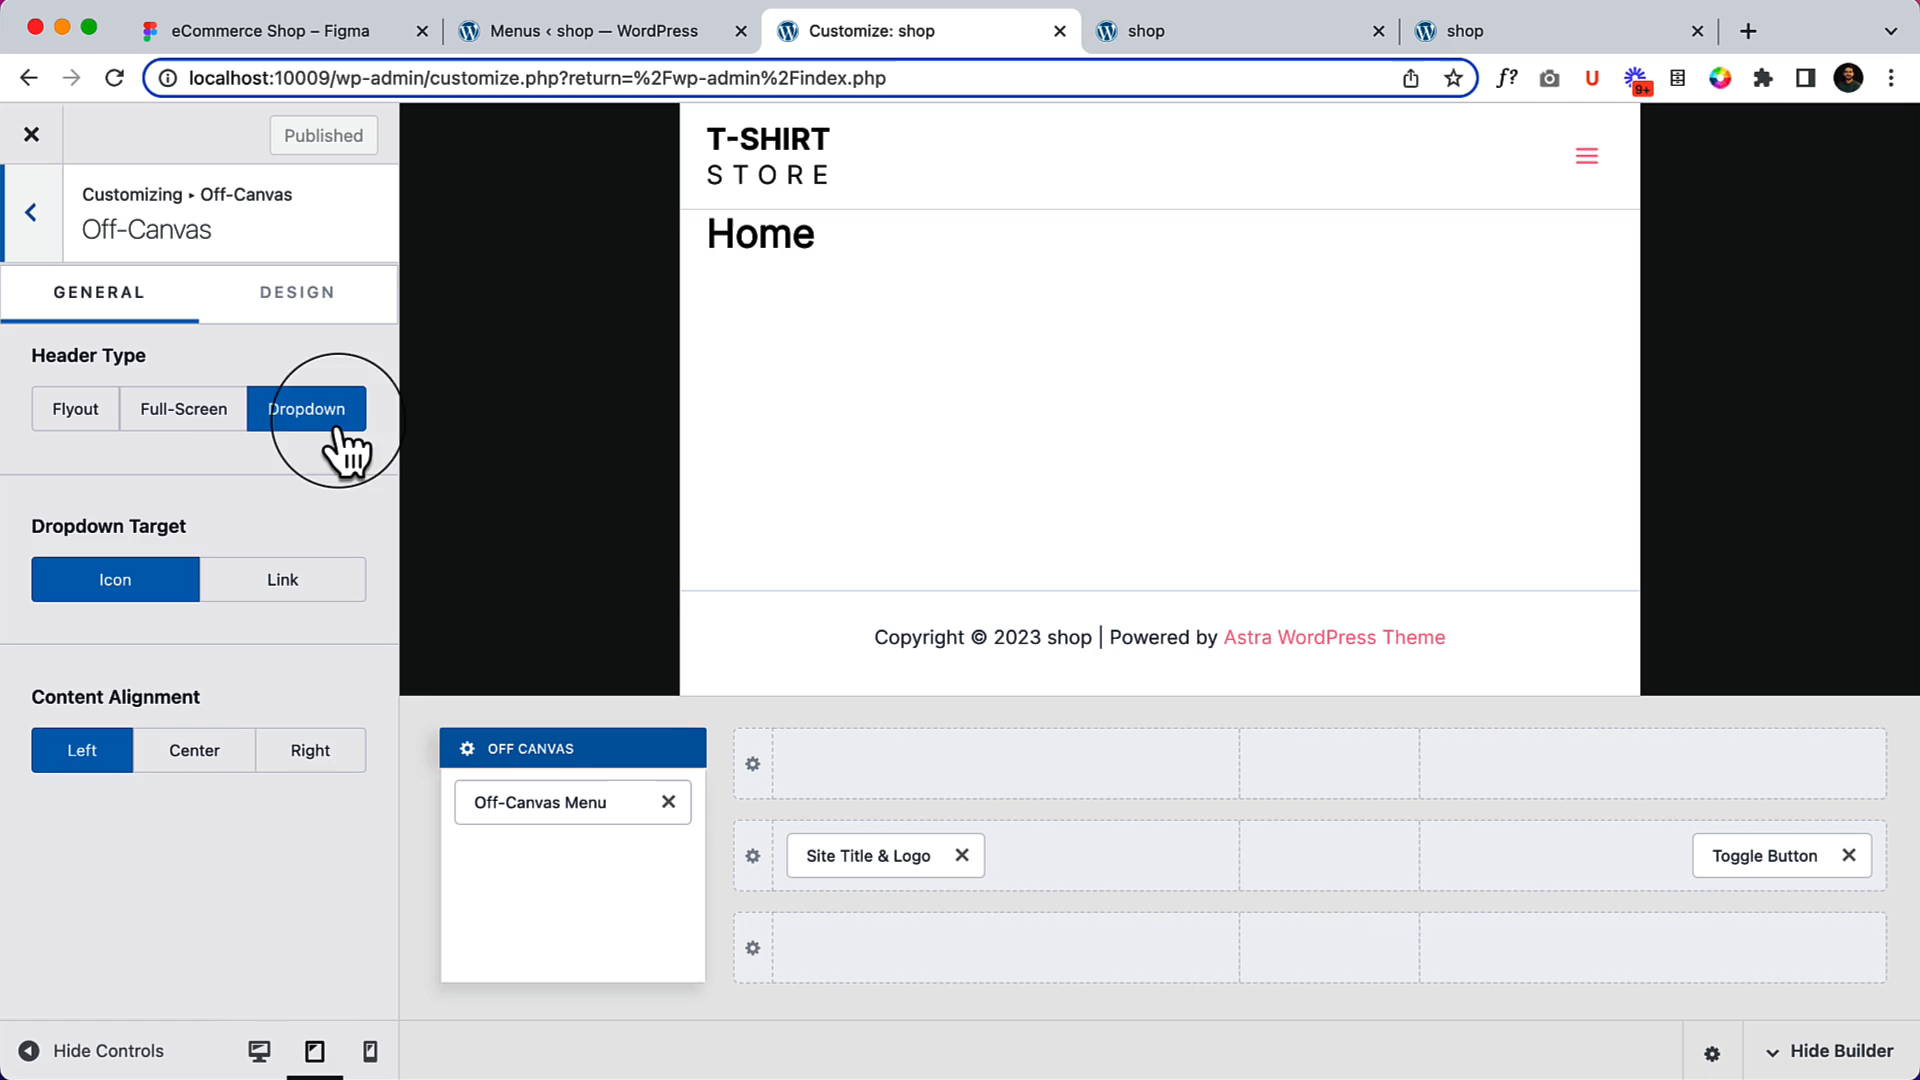 eCommerce Shop – Figma
Menus ‹ shop — WordPress
Customize: shop
shop
shop
localhost:10009/wp-admin/customize.php?return=%2Fwp-admin%2Findex.php
f?
U
9+
Published
Customizing ▸ Off-Canvas
Off-Canvas
GENERAL
DESIGN
Header Type
Flyout
Full-Screen
Dropdown
Dropdown Target
Icon
Link
Content Alignment
Left
Center
Right
Hide Controls
T-SHIRT
STORE
Home
Copyright © 2023 shop | Powered by Astra WordPress Theme
OFF CANVAS
Off-Canvas Menu
Site Title & Logo
Toggle Button
Hide Builder